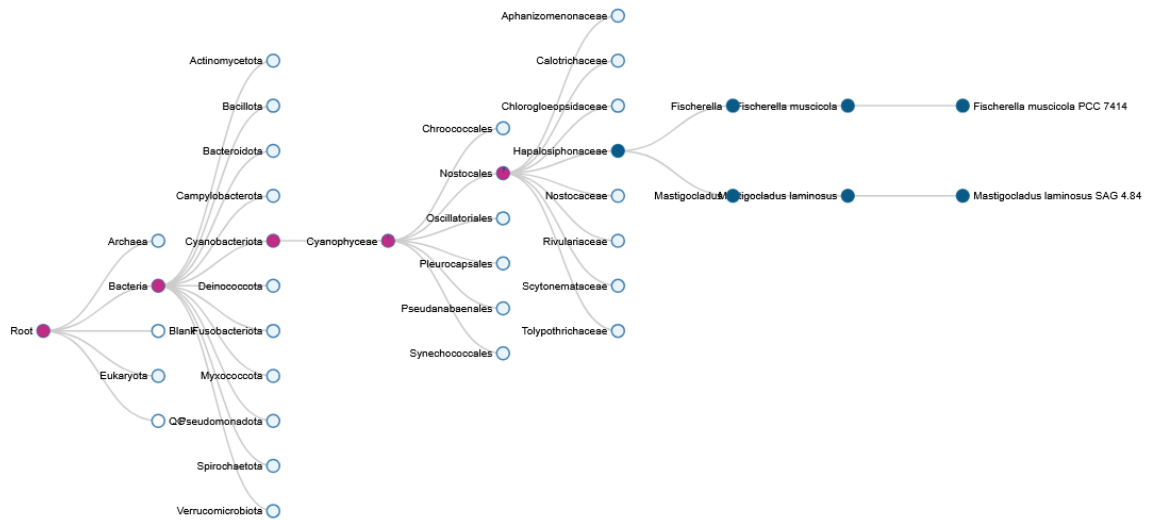 Root
Archaea
Bacteria
Blank
Eukaryota
QC
Actinomycetota
Bacillota
Bacteroidota
Campylobacterota
Cyanobacteriota
Deinococcota
Fusobacteriota
Myxococcota
Pseudomonadota
Spirochaetota
Verrucomicrobiota
Cyanophyceae
Chroococcales
Nostocales
Oscillatoriales
Pleurocapsales
Pseudanabaenales
Synechococcales
Aphanizomenonaceae
Calotrichaceae
Chlorogloeopsidaceae
Hapalosiphonaceae
Nostocaceae
Rivulariaceae
Scytonemataceae
Tolypothrichaceae
Fischerella
Mastigocladus
Fischerella muscicola
Mastigocladus laminosus
Fischerella muscicola PCC 7414
Mastigocladus laminosus SAG 4.84